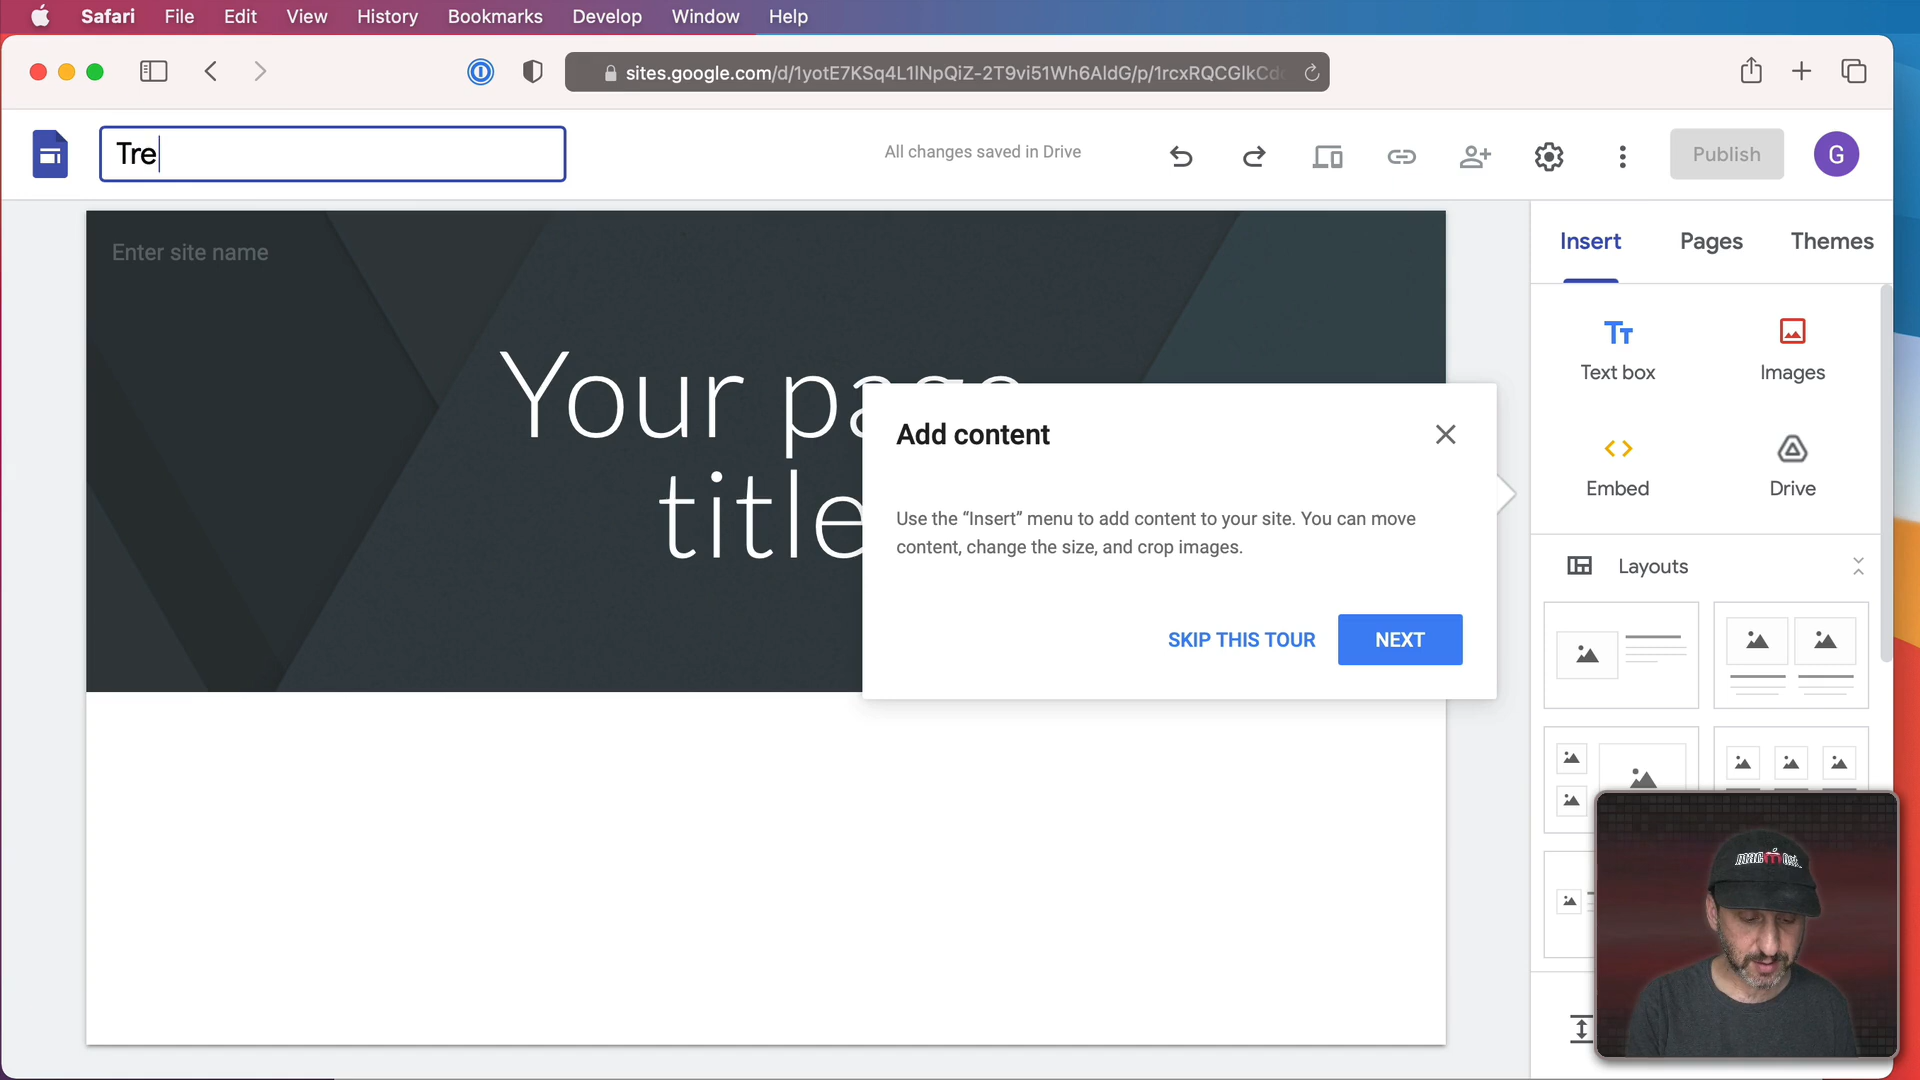 Safari File Edit View History Bookmarks Develop Window Help
sites.google.com/d/1yotE7KSq4L1lNpQiZ-2T9vi51Wh6AldG/p/1rcxRQCGlkCd
Tre
All changes saved in Drive
Publish
G
Enter site name
Insert Pages Themes
Your page
title
Text box Images
Embed Drive
Add content
Use the “Insert” menu to add content to your site. You can move
content, change the size, and crop images.
SKIP THIS TOUR NEXT
Layouts